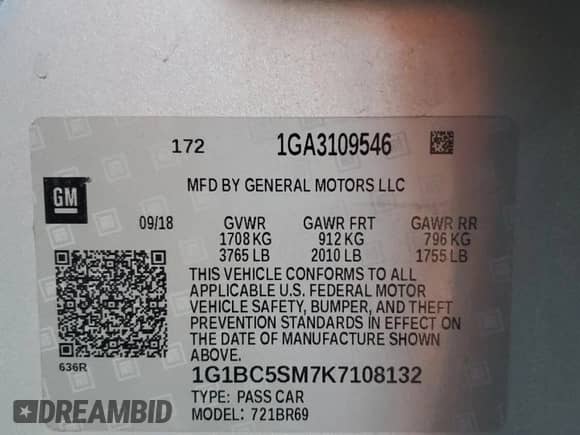 172 1GA3109546
GM
MFD BY GENERAL MOTORS LLC
09/18 GVWR GAWR FRT GAWR RR
1708 KG 912 KG 796 KG
3765 LB 2010 LB 1755 LB
THIS VEHICLE CONFORMS TO ALL
APPLICABLE U.S. FEDERAL MOTOR
VEHICLE SAFETY, BUMPER, AND THEFT
PREVENTION STANDARDS IN EFFECT ON
THE DATE OF MANUFACTURE SHOWN
ABOVE.
636R
1G1BC5SM7K7108132
TYPE: PASS CAR
MODEL: 721BR69
DREAMBID